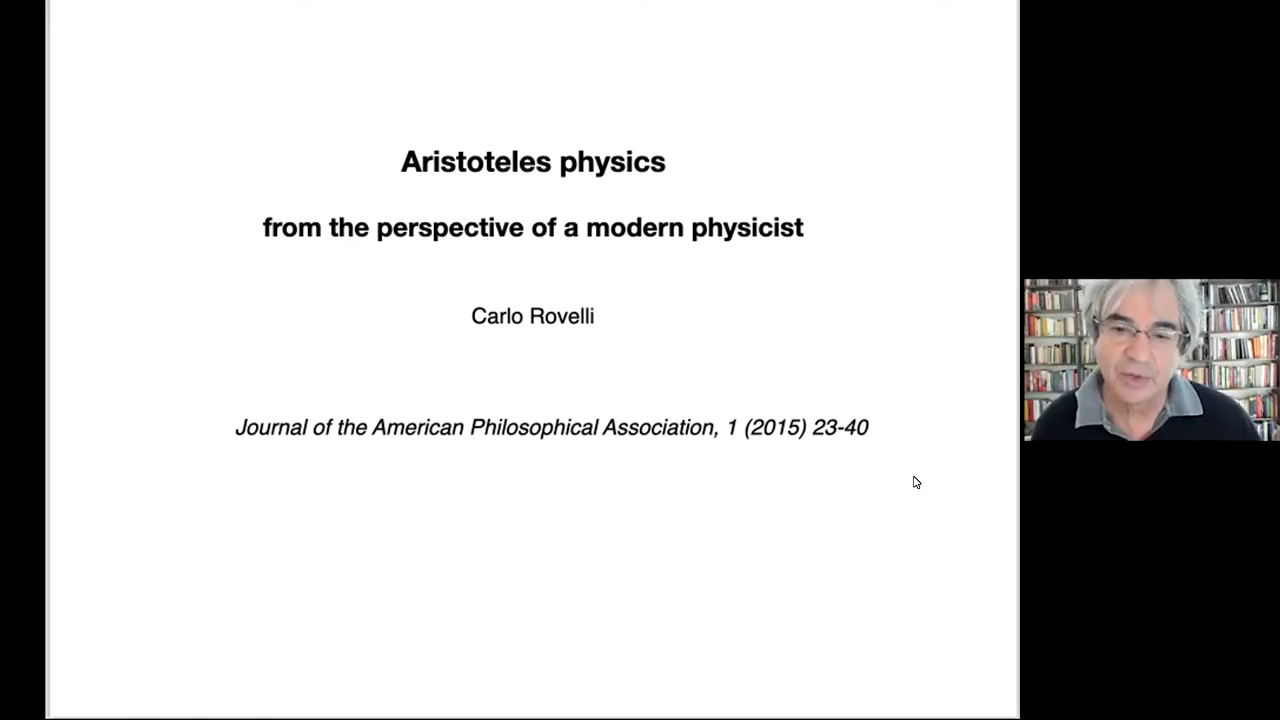 Aristoteles physics
from the perspective of a modern physicist
Carlo Rovelli
Journal of the American Philosophical Association, 1 (2015) 23-40